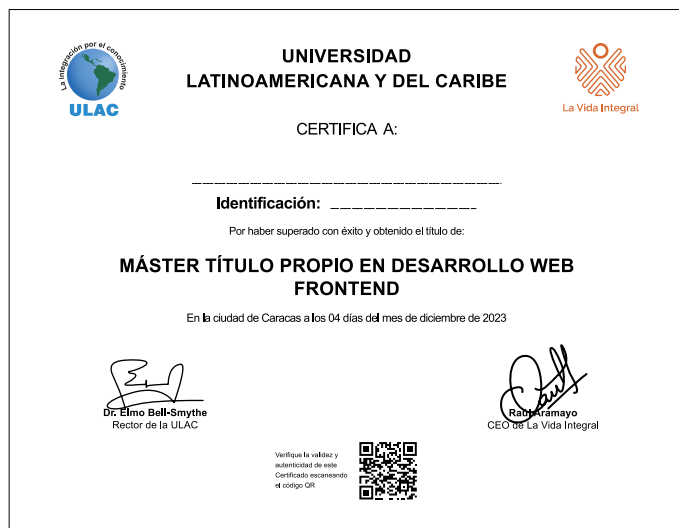 La integración por el conocimiento
ULAC
UNIVERSIDAD
LATINOAMERICANA Y DEL CARIBE
La Vida Integral
CERTIFICA A:
Identificación:
Por haber superado con éxito y obtenido el título de:
MÁSTER TÍTULO PROPIO EN DESARROLLO WEB
FRONTEND
En la ciudad de Caracas a los 04 días del mes de diciembre de 2023
Dr. Elmo Bell-Smythe
Rector de la ULAC
Raúl Aramayo
CEO de La Vida Integral
Verifique la validez y
autenticidad de este
Certificado escaneando
el código QR